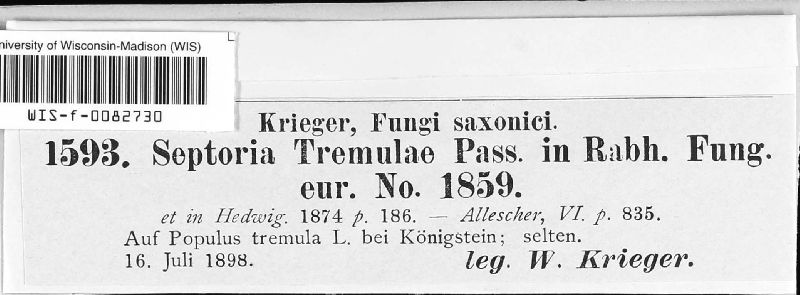 niversity of Wisconsin-Madison (WIS)
WIS-f-0082730
Krieger, Fungi saxonici.
1593. Septoria Tremulae Pass. in Rabh. Fung.
eur. No. 1859.
et in Hedwig. 1874 p. 186. — Allescher, VI. p. 835.
Auf Populus tremula L. bei Königstein; selten.
16. Juli 1898. leg. W. Krieger.